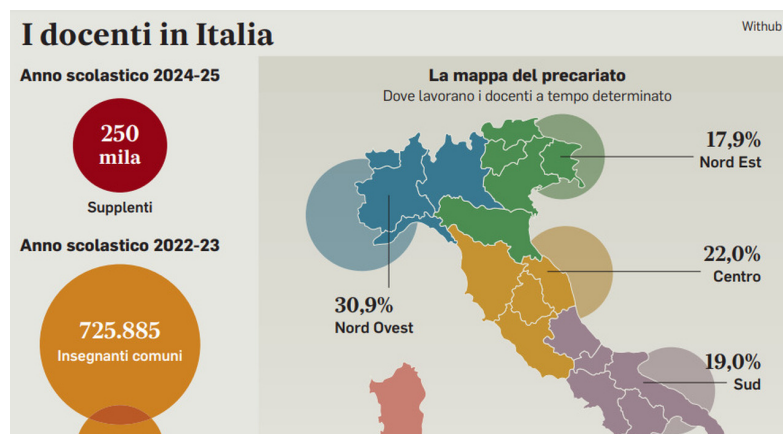 I docenti in Italia
Withub
Anno scolastico 2024-25
250
mila
Supplenti
Anno scolastico 2022-23
725.885
Insegnanti comuni
La mappa del precariato
Dove lavorano i docenti a tempo determinato
17,9%
Nord Est
22,0%
Centro
30,9%
Nord Ovest
19,0%
Sud